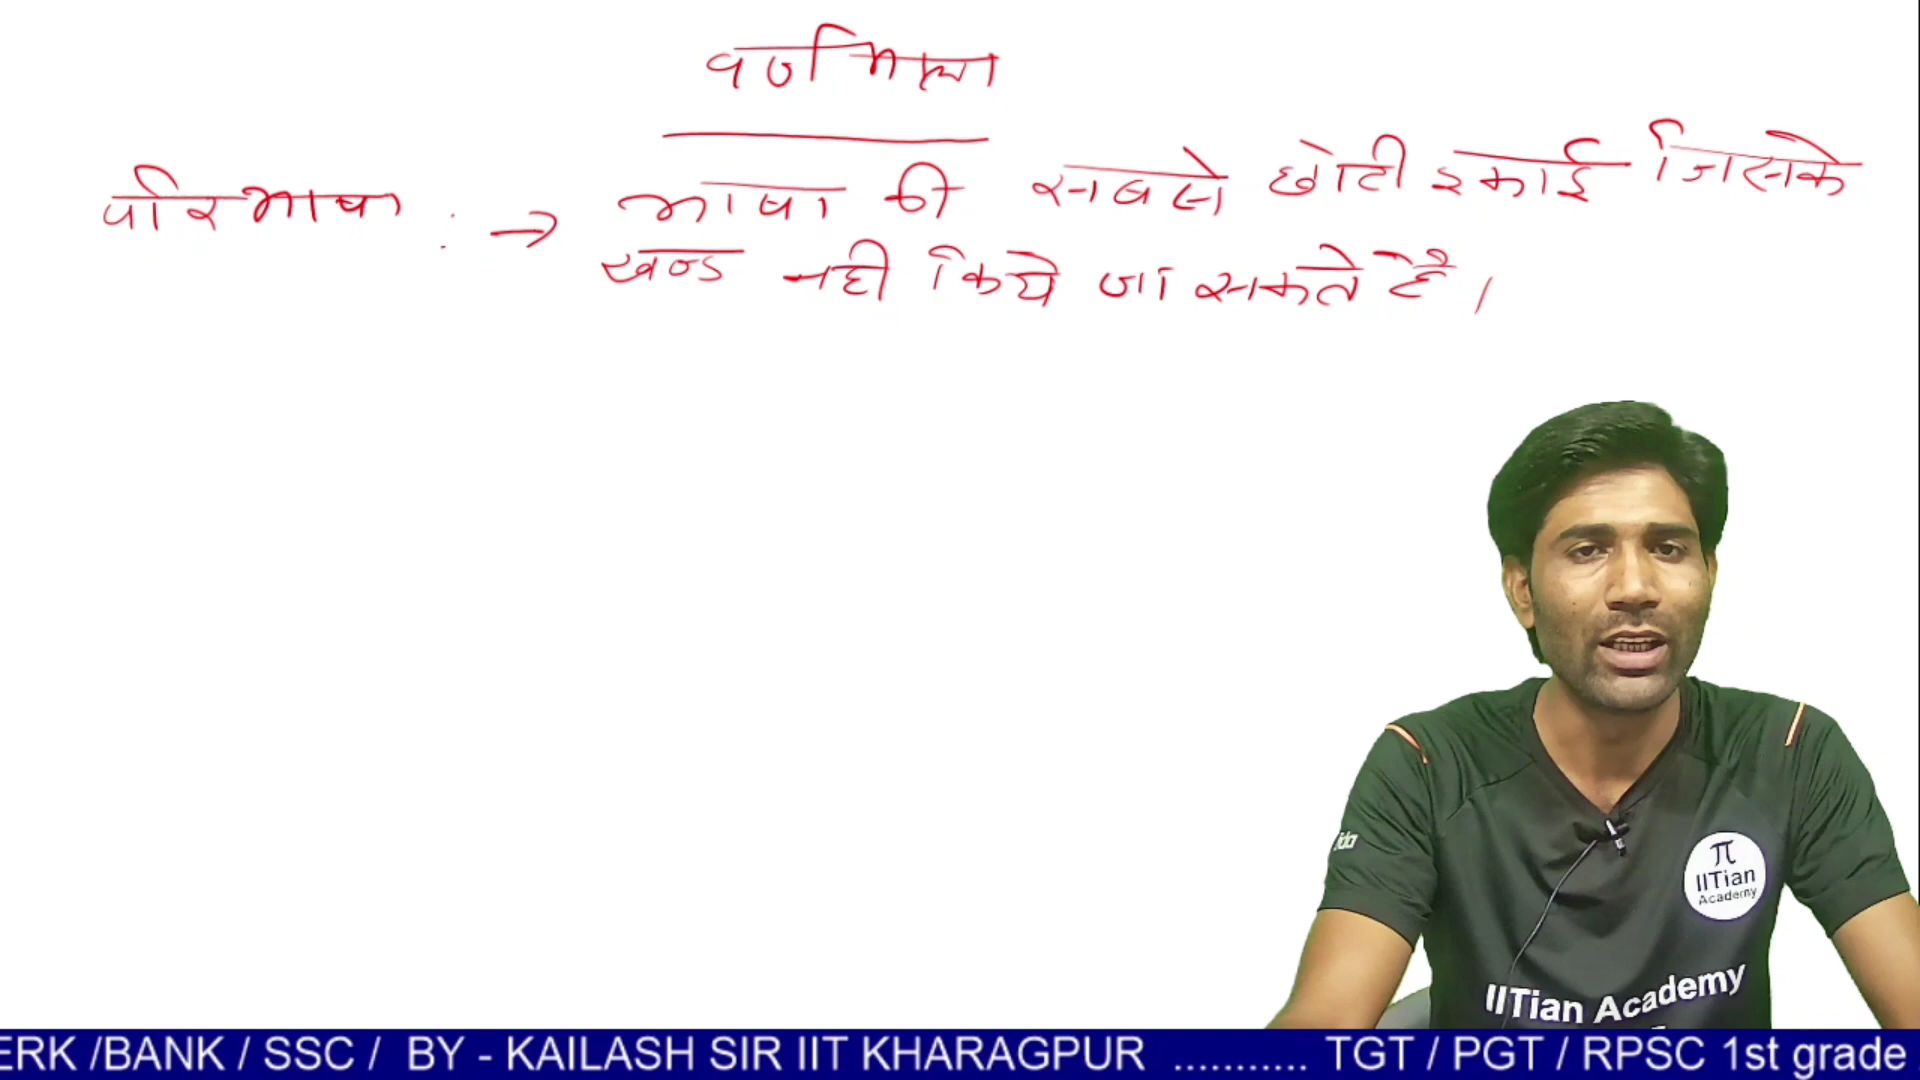 वर्णमाला
परिभाषा :→ भाषा की सबसे छोटी इकाई जिसके
खण्ड नही किये जा सकते है।
π
IITian
Academy
IITian Academy
ERK /BANK / SSC / BY - KAILASH SIR IIT KHARAGPUR ........... TGT / PGT / RPSC 1st grade